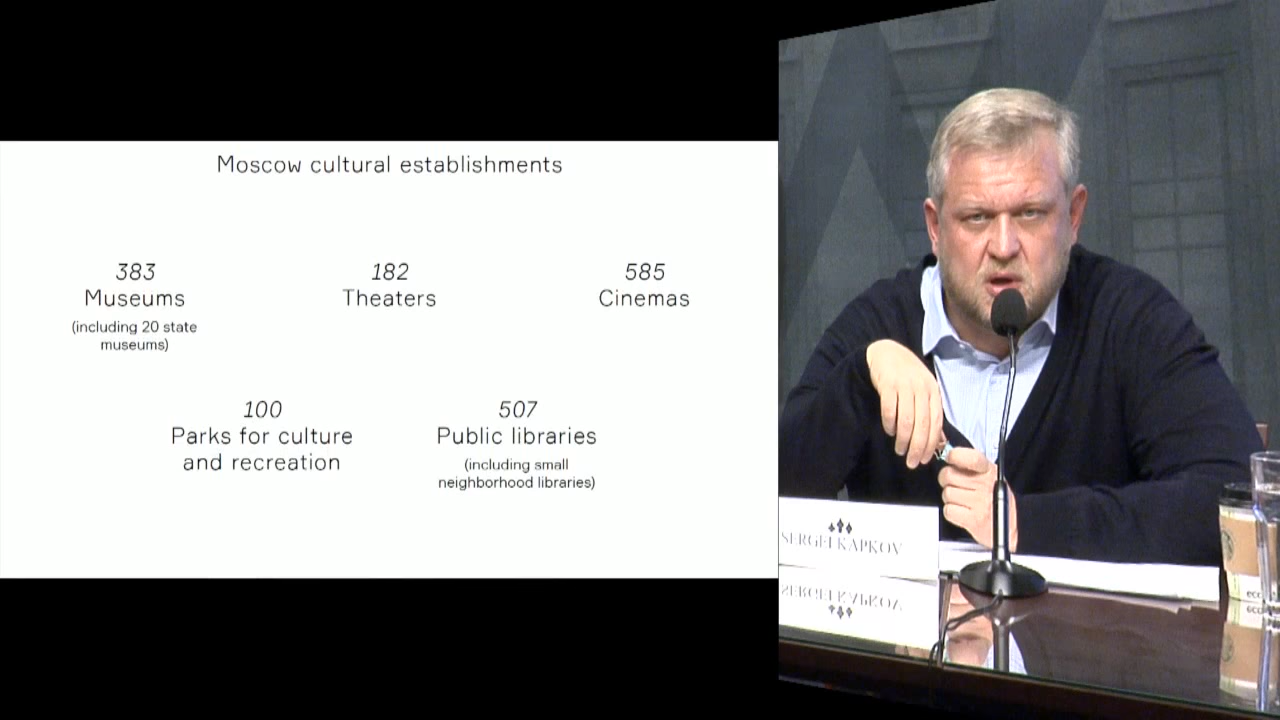 Moscow cultural establishments
383
Museums
(including 20 state
museums)
182
Theaters
585
Cinemas
100
Parks for culture
and recreation
507
Public libraries
(including small
neighborhood libraries)
SERGEI KAPKOV
eco